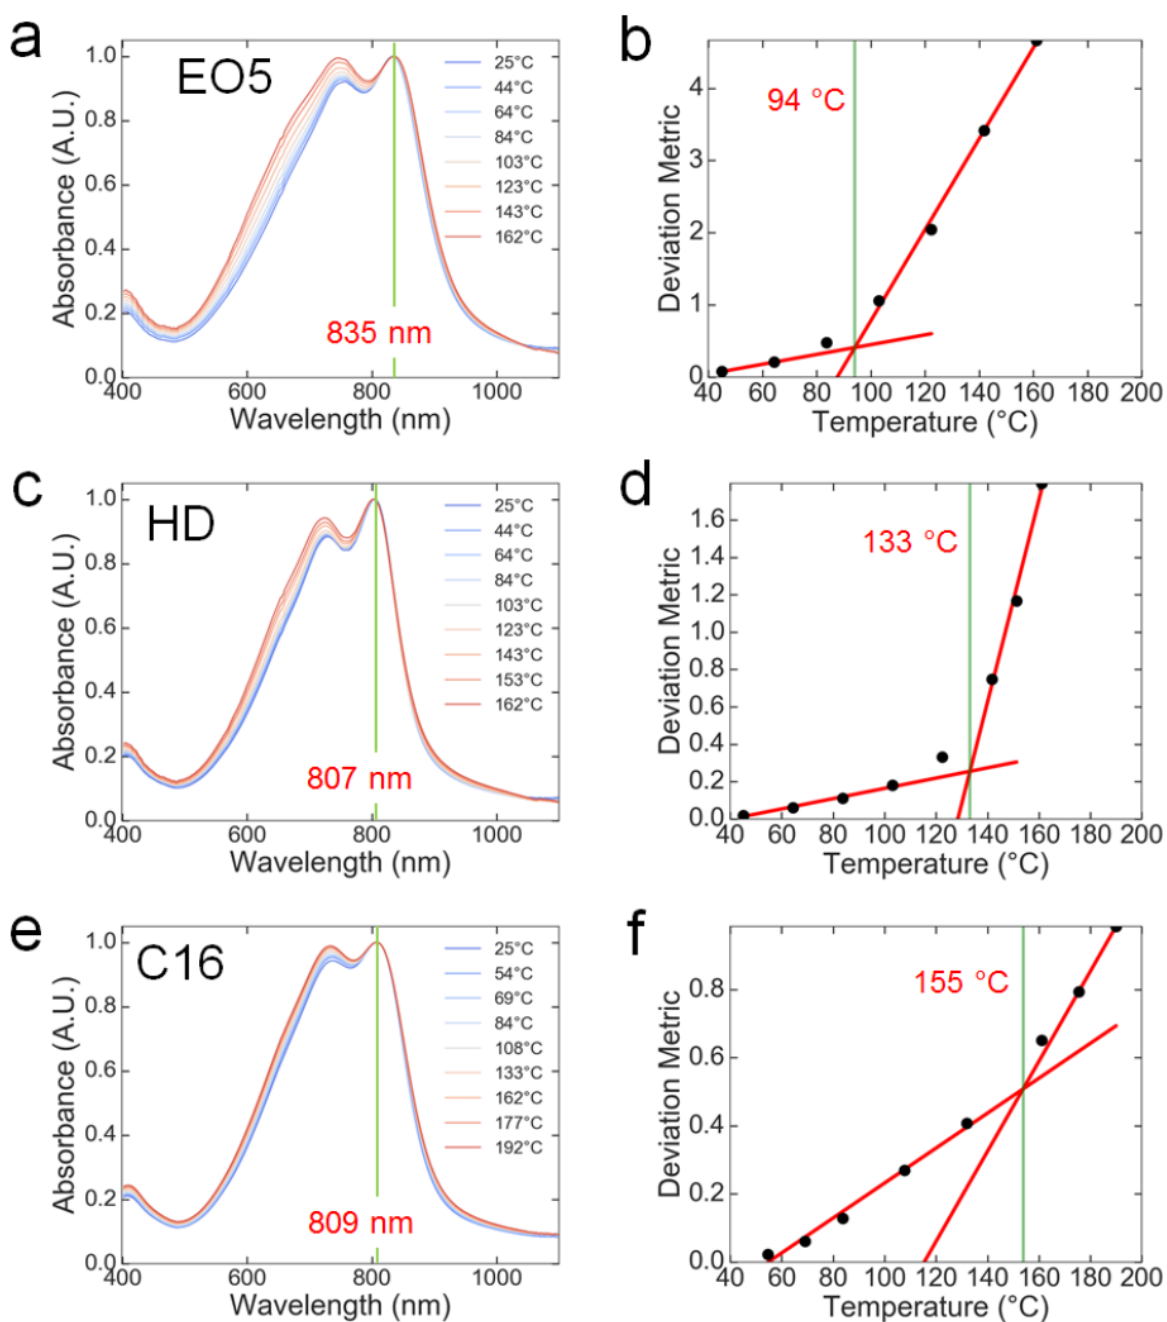 a
EO5
Absorbance (A.U.)
1.0
0.8
0.6
0.4
0.2
0.0
400
600
800
1000
Wavelength (nm)
25°C
44°C
64°C
84°C
103°C
123°C
143°C
162°C
835 nm
b
94 °C
Deviation Metric
4
3
2
1
0
40 60 80 100 120 140 160 180 200
Temperature (°C)
c
HD
Absorbance (A.U.)
1.0
0.8
0.6
0.4
0.2
0.0
400
600
800
1000
Wavelength (nm)
25°C
44°C
64°C
84°C
103°C
123°C
143°C
153°C
162°C
807 nm
d
133 °C
Deviation Metric
1.6
1.4
1.2
1.0
0.8
0.6
0.4
0.2
0.0
40 60 80 100 120 140 160 180 200
Temperature (°C)
e
C16
Absorbance (A.U.)
1.0
0.8
0.6
0.4
0.2
0.0
400
600
800
1000
Wavelength (nm)
25°C
54°C
69°C
84°C
108°C
133°C
162°C
177°C
192°C
809 nm
f
155 °C
Deviation Metric
0.8
0.6
0.4
0.2
0.0
40 60 80 100 120 140 160 180 200
Temperature (°C)